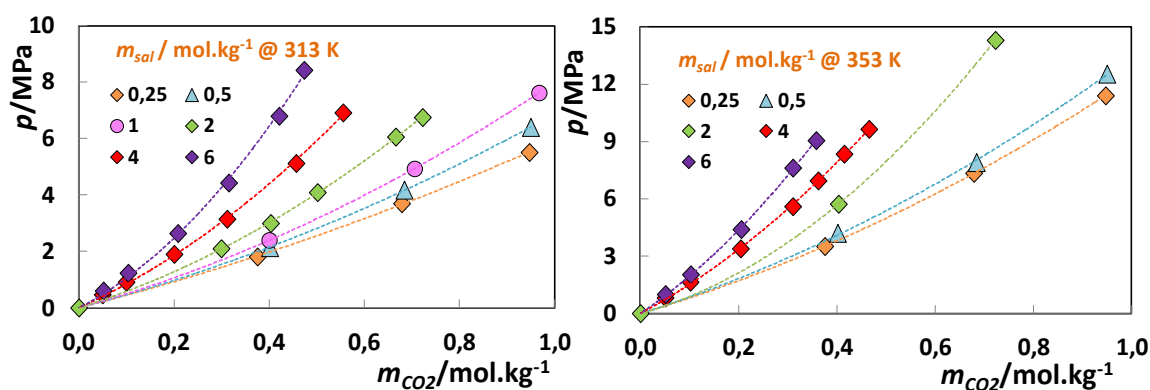 10
8
6
4
2
0
p/MPa
m_sal / mol.kg⁻¹ @ 313 K
0,25 0,5
1 2
4 6
0,0 0,2 0,4 0,6 0,8 1,0
m_CO2/mol.kg⁻¹
15
12
9
6
3
0
p/MPa
m_sal / mol.kg⁻¹ @ 353 K
0,25 0,5
2 4
6
0,0 0,2 0,4 0,6 0,8 1,0
m_CO2/mol.kg⁻¹